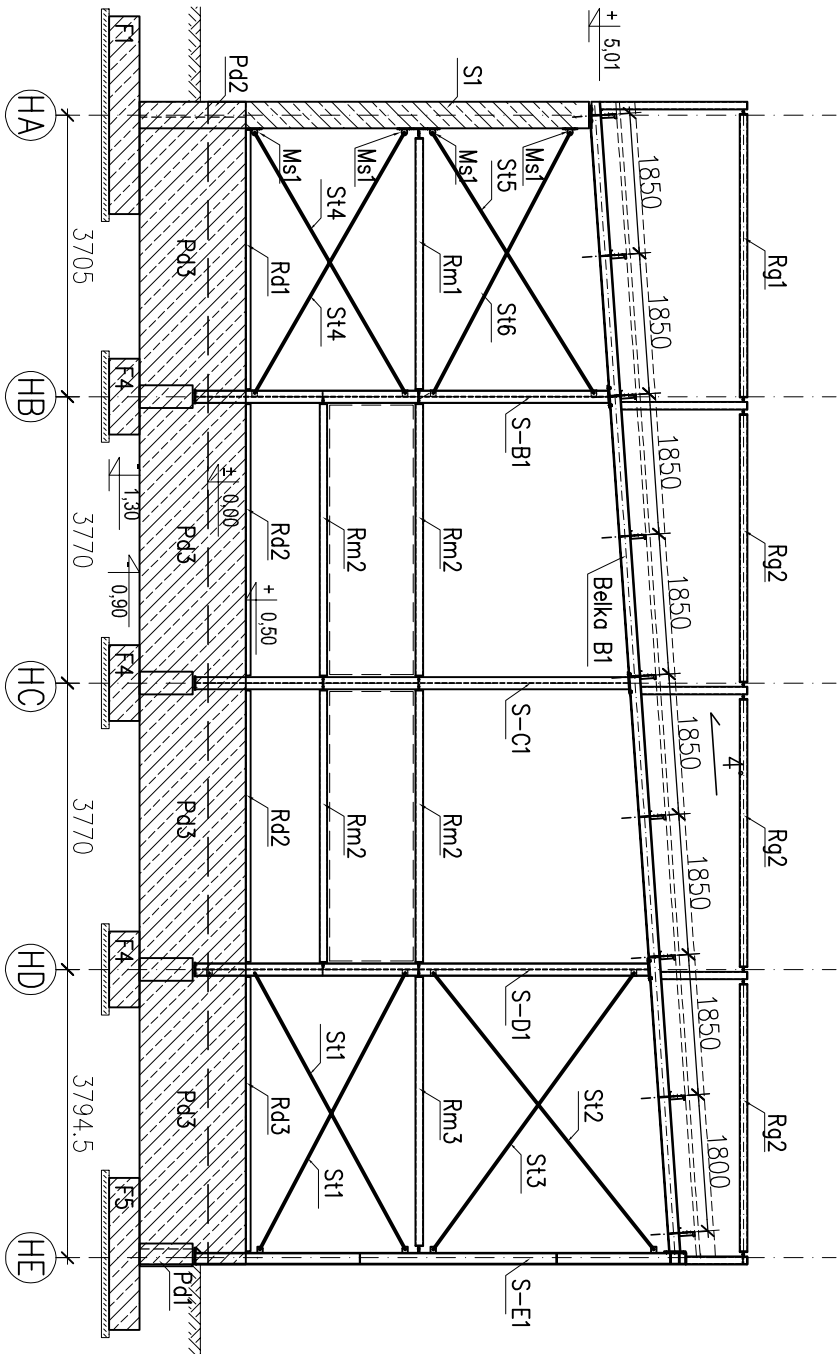 Rg1
Rg2
Rg2
Rg2
+ 5,01
1850
1850
1850
1850
1850
1850
1850
1800
4
Belka B1
S1
S-B1
S-C1
S-D1
S-E1
Ms1
Ms1
Ms1
Ms1
St5
St6
St2
St3
Rm1
Rm2
Rm2
Rm3
St4
St4
Rm2
Rm2
St1
St1
Rd1
Rd2
Rd2
Rd3
+ 0,50
± 0,00
Pd2
Pd3
Pd3
Pd3
Pd3
Pd1
- 0,90
- 1,30
F1
F4
F4
F4
F5
3705
3770
3770
3794.5
HA
HB
HC
HD
HE